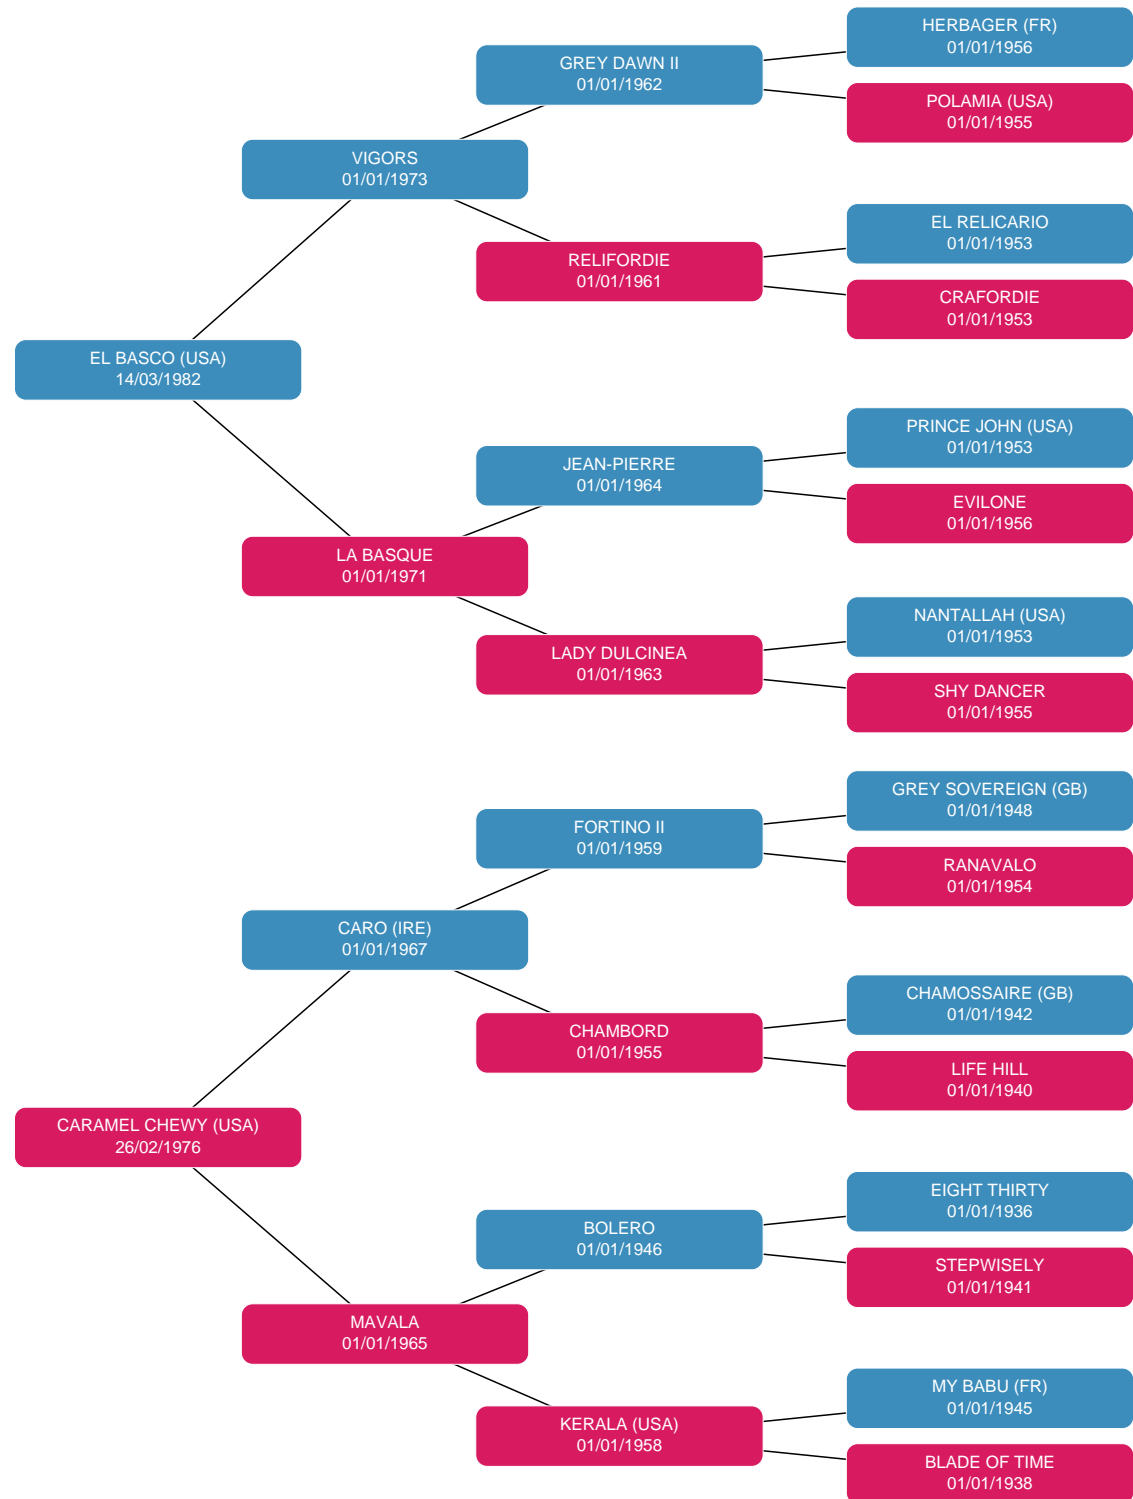 HERBAGER (FR)
01/01/1956
GREY DAWN II
01/01/1962
POLAMIA (USA)
01/01/1955
VIGORS
01/01/1973
EL RELICARIO
01/01/1953
RELIFORDIE
01/01/1961
CRAFORDIE
01/01/1953
EL BASCO (USA)
14/03/1982
PRINCE JOHN (USA)
01/01/1953
JEAN-PIERRE
01/01/1964
EVILONE
01/01/1956
LA BASQUE
01/01/1971
NANTALLAH (USA)
01/01/1953
LADY DULCINEA
01/01/1963
SHY DANCER
01/01/1955
GREY SOVEREIGN (GB)
01/01/1948
FORTINO II
01/01/1959
RANAVALO
01/01/1954
CARO (IRE)
01/01/1967
CHAMOSSAIRE (GB)
01/01/1942
CHAMBORD
01/01/1955
LIFE HILL
01/01/1940
CARAMEL CHEWY (USA)
26/02/1976
EIGHT THIRTY
01/01/1936
BOLERO
01/01/1946
STEPWISELY
01/01/1941
MAVALA
01/01/1965
MY BABU (FR)
01/01/1945
KERALA (USA)
01/01/1958
BLADE OF TIME
01/01/1938